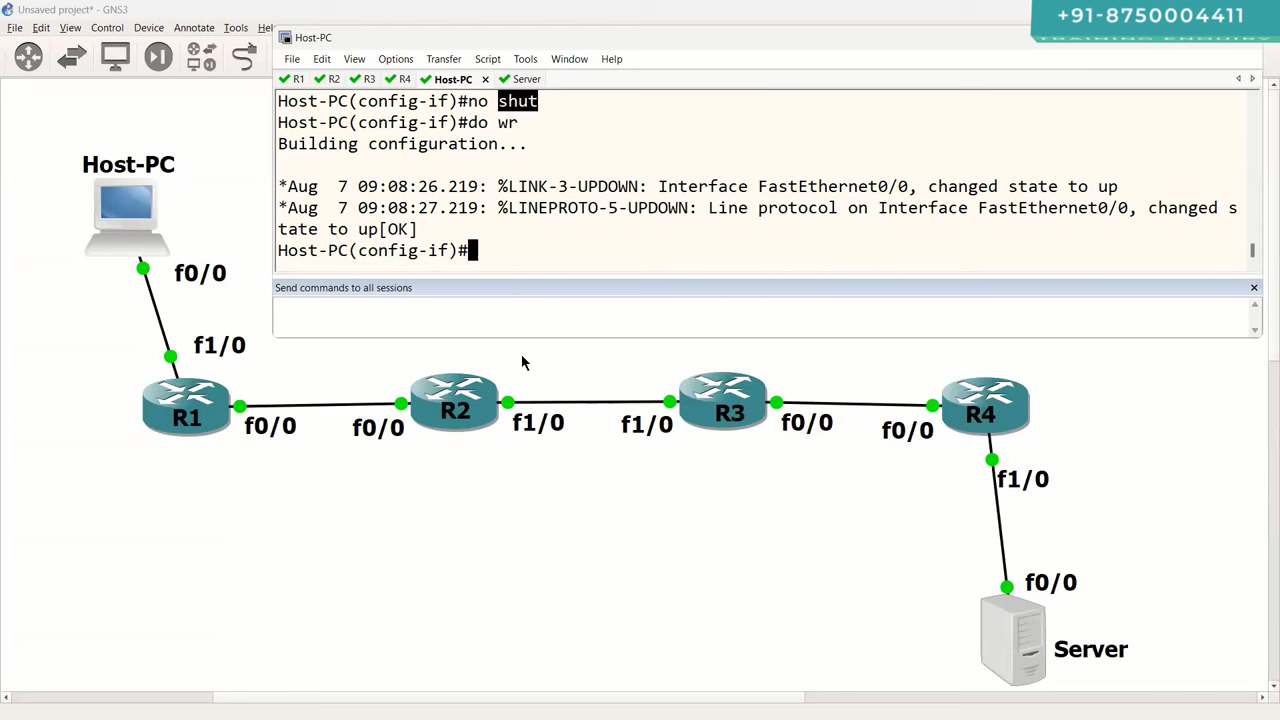 Unsaved project* - GNS3
+91-8750004411
File Edit View Control Device Annotate Tools
Host-PC
File Edit View Options Transfer Script Tools Window Help
R1 R2 R3 R4 Host-PC × Server
Host-PC(config-if)#no shut
Host-PC(config-if)#do wr
Building configuration...
*Aug  7 09:08:26.219: %LINK-3-UPDOWN: Interface FastEthernet0/0, changed state to up
*Aug  7 09:08:27.219: %LINEPROTO-5-UPDOWN: Line protocol on Interface FastEthernet0/0, changed s
tate to up[OK]
Host-PC(config-if)#
Send commands to all sessions
Host-PC
f0/0
f1/0
R1
f0/0
f0/0
R2
f1/0
f1/0
R3
f0/0
f0/0
R4
f1/0
f0/0
Server